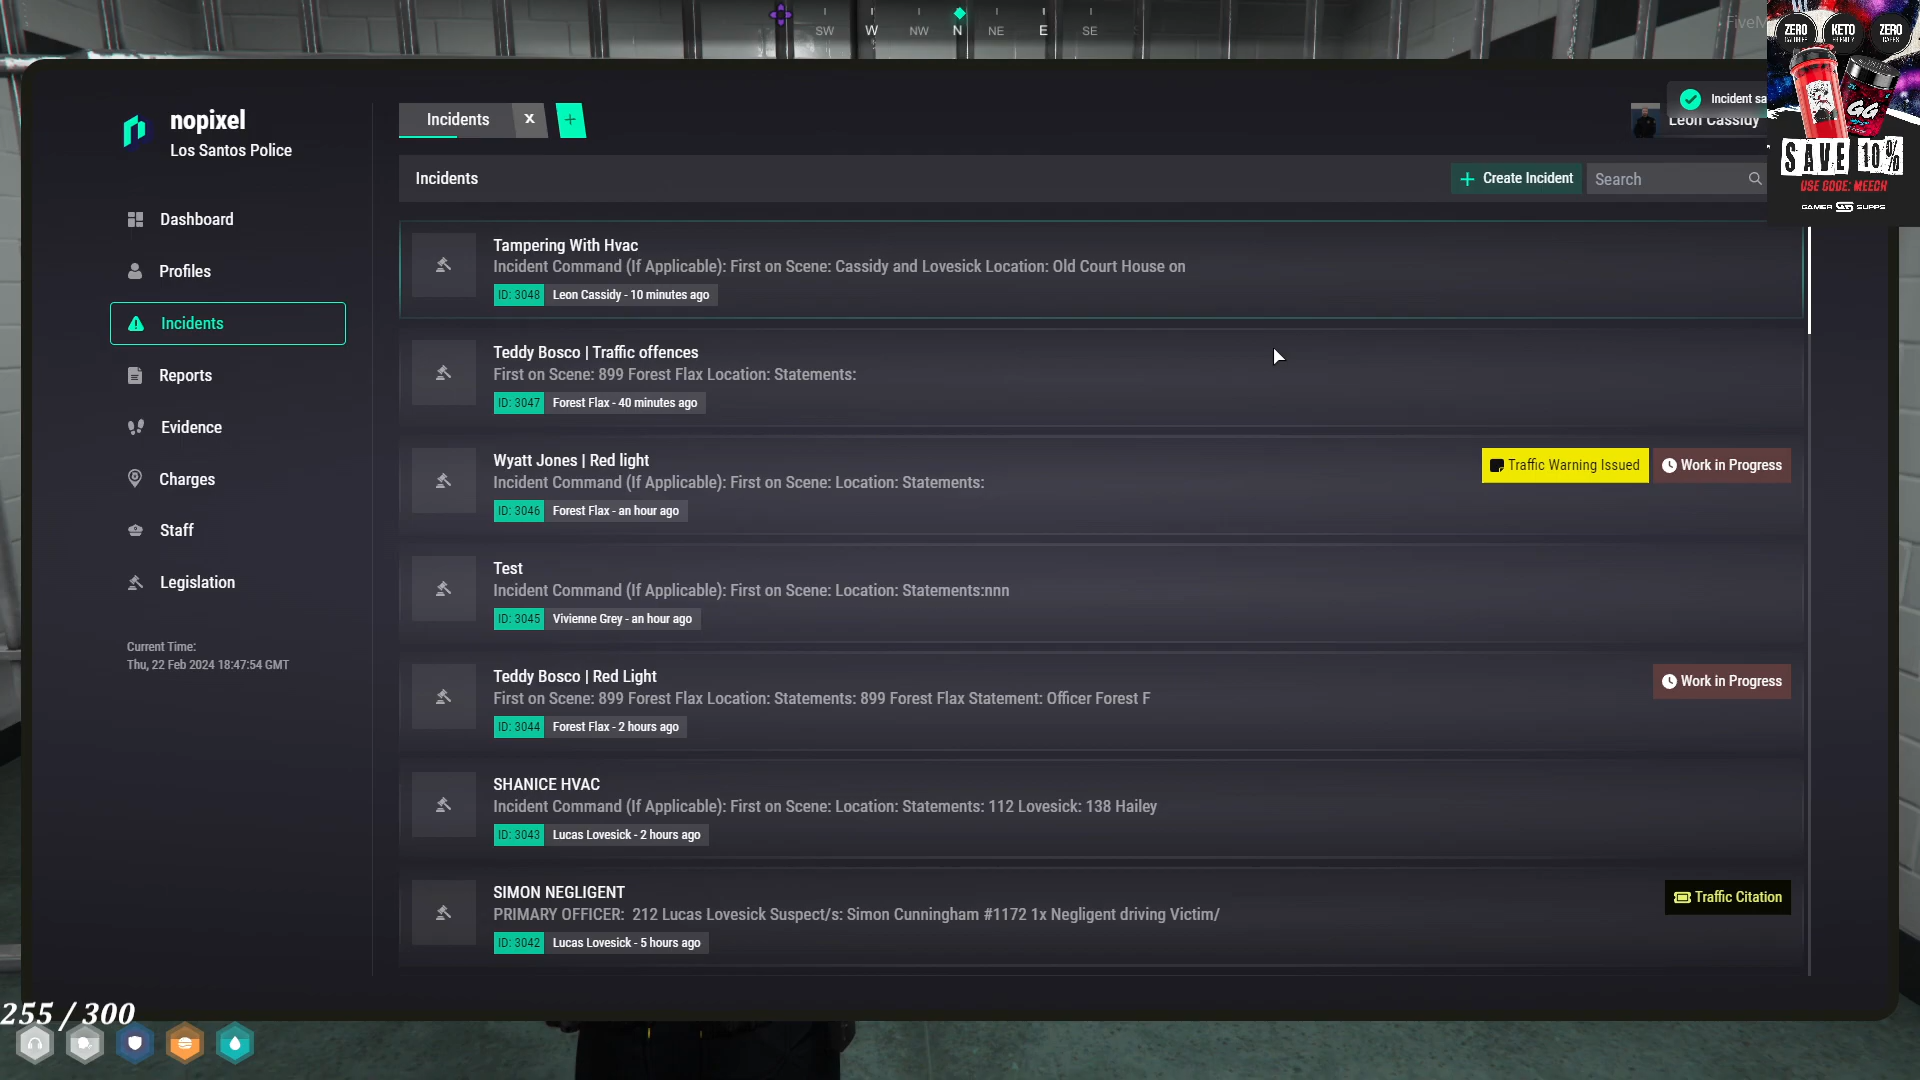 SW W NW N NE E SE
FiveM
ZERO KETO ZERO
GG
SAVE 10%
USE CODE: MEECH
GAMER SUPPS
nopixel
Los Santos Police
Incidents x +
Incident sa
Leon Cassidy
Incidents
Create Incident
Search
Dashboard
Profiles
Incidents
Reports
Evidence
Charges
Staff
Legislation
Current Time:
Thu, 22 Feb 2024 18:47:54 GMT
Tampering With Hvac
Incident Command (If Applicable): First on Scene: Cassidy and Lovesick Location: Old Court House on
ID: 3048 Leon Cassidy - 10 minutes ago
Teddy Bosco | Traffic offences
First on Scene: 899 Forest Flax Location: Statements:
ID: 3047 Forest Flax - 40 minutes ago
Wyatt Jones | Red light
Incident Command (If Applicable): First on Scene: Location: Statements:
ID: 3046 Forest Flax - an hour ago
Traffic Warning Issued
Work in Progress
Test
Incident Command (If Applicable): First on Scene: Location: Statements:nnn
ID: 3045 Vivienne Grey - an hour ago
Teddy Bosco | Red Light
First on Scene: 899 Forest Flax Location: Statements: 899 Forest Flax Statement: Officer Forest F
ID: 3044 Forest Flax - 2 hours ago
Work in Progress
SHANICE HVAC
Incident Command (If Applicable): First on Scene: Location: Statements: 112 Lovesick: 138 Hailey
ID: 3043 Lucas Lovesick - 2 hours ago
SIMON NEGLIGENT
PRIMARY OFFICER: 212 Lucas Lovesick Suspect/s: Simon Cunningham #1172 1x Negligent driving Victim/
ID: 3042 Lucas Lovesick - 5 hours ago
Traffic Citation
255 / 300